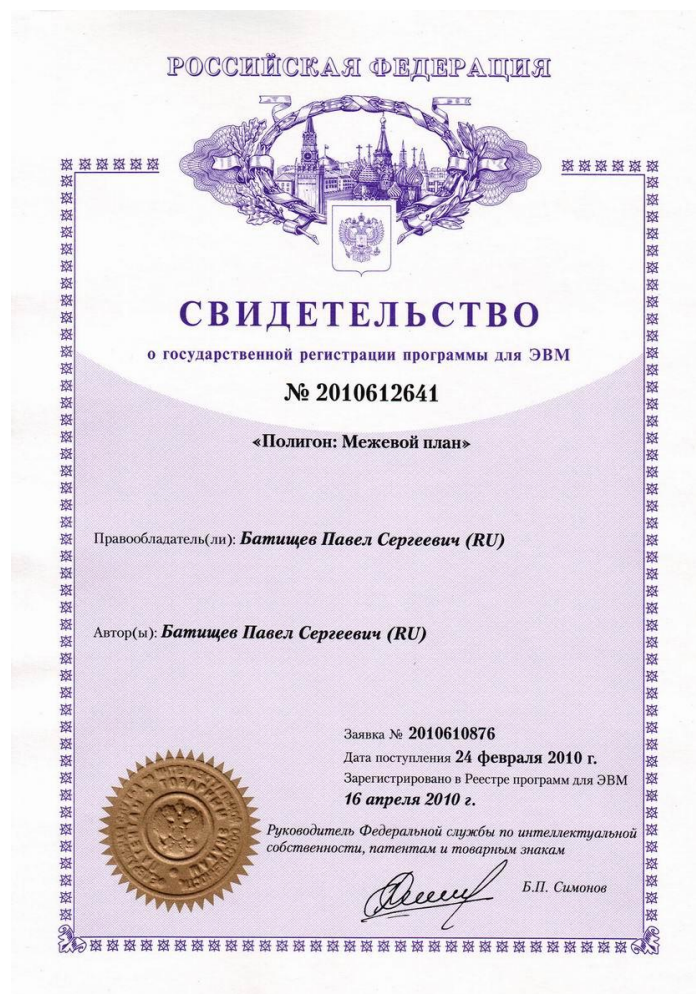 РОССИЙСКАЯ ФЕДЕРАЦИЯ
СВИДЕТЕЛЬСТВО
о государственной регистрации программы для ЭВМ
№ 2010612641
«Полигон: Межевой план»
Правообладатель(ли): Батищев Павел Сергеевич (RU)
Автор(ы): Батищев Павел Сергеевич (RU)
Заявка № 2010610876
Дата поступления 24 февраля 2010 г.
Зарегистрировано в Реестре программ для ЭВМ
16 апреля 2010 г.
Руководитель Федеральной службы по интеллектуальной
собственности, патентам и товарным знакам
Б.П. Симонов